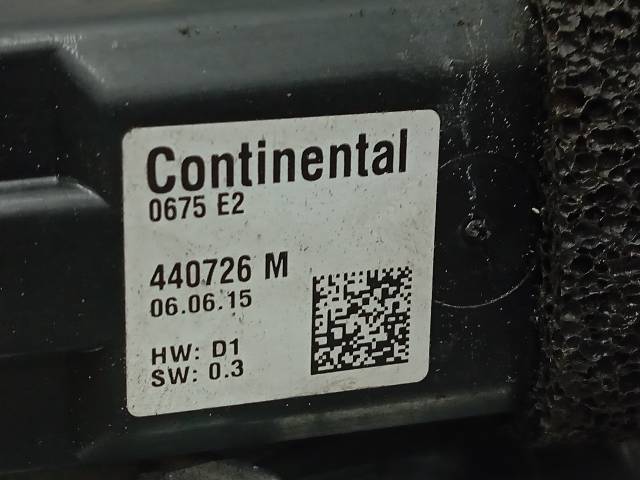 Continental
0675 E2
440726 M
06.06.15
HW: D1
SW: 0.3